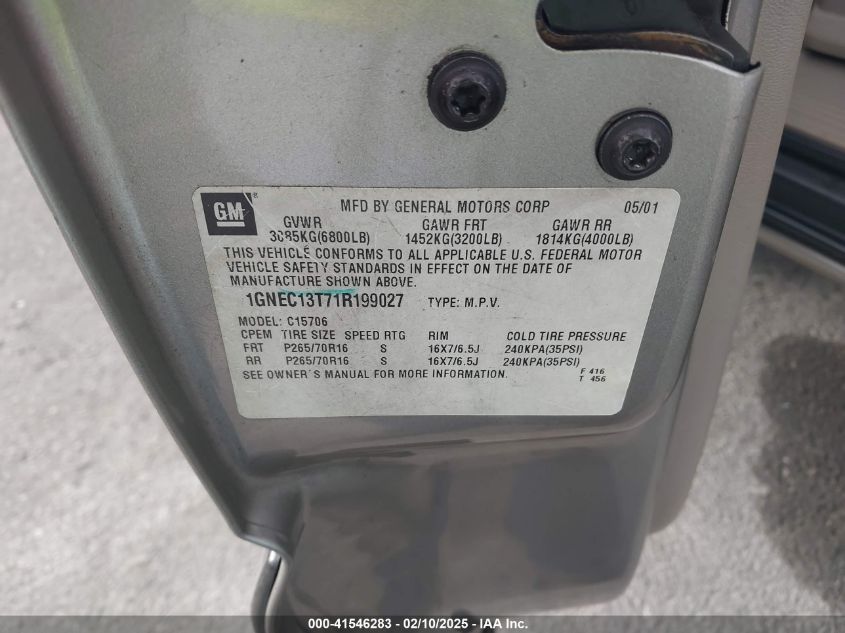 GM ® MFD BY GENERAL MOTORS CORP 05/01
GVWR GAWR FRT GAWR RR
3085KG(6800LB) 1452KG(3200LB) 1814KG(4000LB)
THIS VEHICLE CONFORMS TO ALL APPLICABLE U.S. FEDERAL MOTOR
VEHICLE SAFETY STANDARDS IN EFFECT ON THE DATE OF
MANUFACTURE SHOWN ABOVE.
1GNEC13T71R199027 TYPE: M.P.V.
MODEL: C15706
CPEM TIRE SIZE SPEED RTG RIM COLD TIRE PRESSURE
FRT P265/70R16 S 16X7/6.5J 240KPA(35PSI)
RR P265/70R16 S 16X7/6.5J 240KPA(35PSI)
SEE OWNER'S MANUAL FOR MORE INFORMATION. F 416
T 456
000-41546283 - 02/10/2025 - IAA Inc.